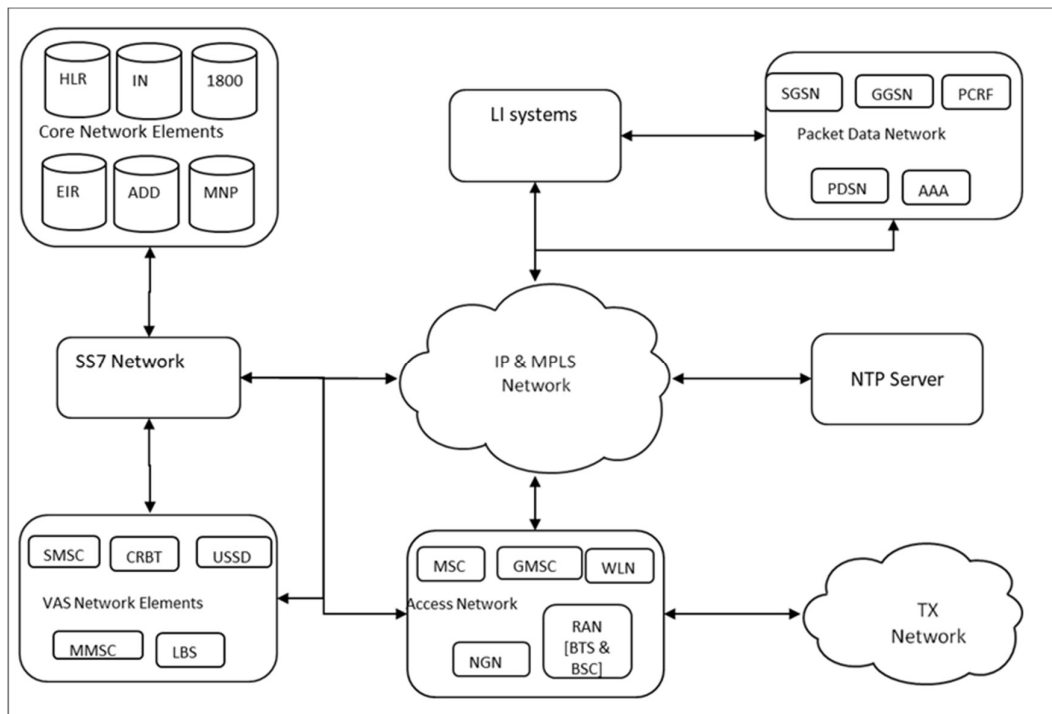 HLR
IN
1800
Core Network Elements
EIR
ADD
MNP
LI systems
SGSN
GGSN
PCRF
Packet Data Network
PDSN
AAA
SS7 Network
IP & MPLS
Network
NTP Server
SMSC
CRBT
USSD
VAS Network Elements
MMSC
LBS
MSC
GMSC
WLN
Access Network
NGN
RAN
[BTS &
BSC]
TX
Network